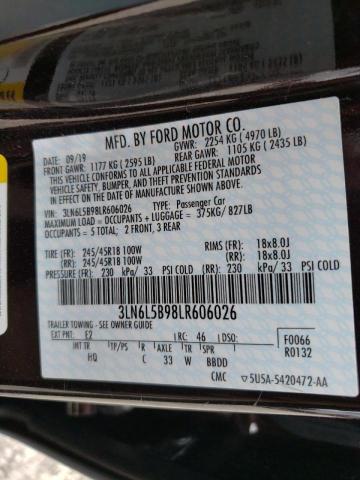 MFD. BY FORD MOTOR CO.
DATE: 09/19 GVWR: 2254 KG ( 4970 LB)
FRONT GAWR: 1177 KG ( 2595 LB) REAR GAWR: 1105 KG ( 2435 LB)
THIS VEHICLE CONFORMS TO ALL APPLICABLE FEDERAL MOTOR
VEHICLE SAFETY, BUMPER, AND THEFT PREVENTION STANDARDS
IN EFFECT ON THE DATE OF MANUFACTURE SHOWN ABOVE.
VIN: 3LN6L5B98LR606026 TYPE: Passenger Car
MAXIMUM LOAD = OCCUPANTS + LUGGAGE = 375KG/ 827LB
OCCUPANTS = 5 TOTAL; 2 FRONT, 3 REAR
TIRE (FR): 245/45R18 100W RIMS (FR): 18x8.0J
TIRE (RR): 245/45R18 100W RIMS (RR): 18x8.0J
PRESSURE (FR): 230 kPa/ 33 PSI COLD (RR): 230 kPa/ 33 PSI COLD
3LN6L5B98LR606026
TRAILER TOWING - SEE OWNER GUIDE
EXT PNT: E2 RC: 46 DSO: F0066
INT TR TP/PS R AXLE TR SPR R0132
HQ C 33 W BBDD
CMC 5U5A-5420472-AA